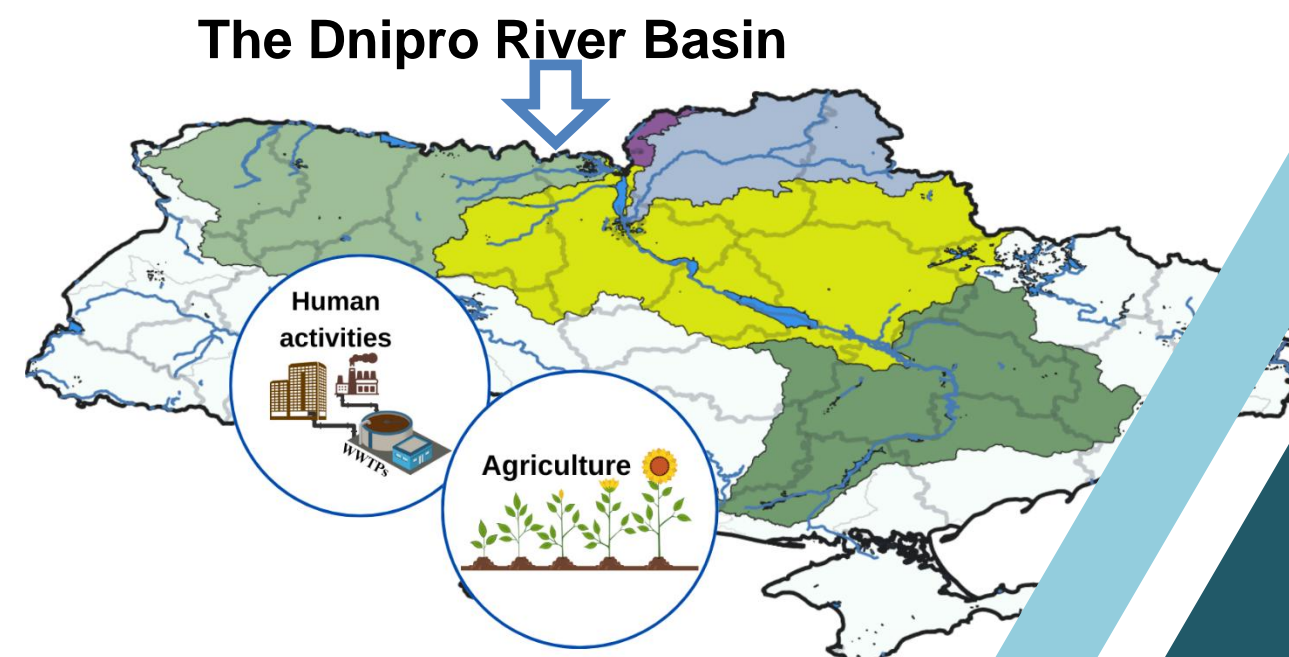 The Dnipro River Basin
Human
activities
WWTPs
Agriculture